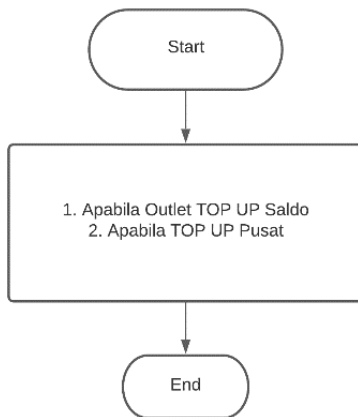 Start
1. Apabila Outlet TOP UP Saldo
2. Apabila TOP UP Pusat
End